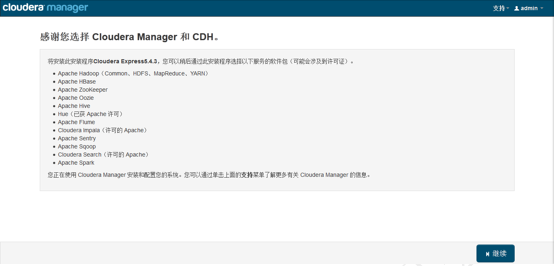 cloudera manager
支持
admin
感谢您选择 Cloudera Manager 和 CDH。
将安装此安装程序Cloudera Express5.4.3，您可以稍后通过此安装程序选择以下服务的软件包（可能会涉及到许可证）。
Apache Hadoop（Common、HDFS、MapReduce、YARN）
Apache HBase
Apache ZooKeeper
Apache Oozie
Apache Hive
Hue（已获 Apache 许可）
Apache Flume
Cloudera Impala（许可的 Apache）
Apache Sentry
Apache Sqoop
Cloudera Search（许可的 Apache）
Apache Spark
您正在使用 Cloudera Manager 安装和配置您的系统。您可以通过单击上面的支持菜单了解更多有关 Cloudera Manager 的信息。
继续